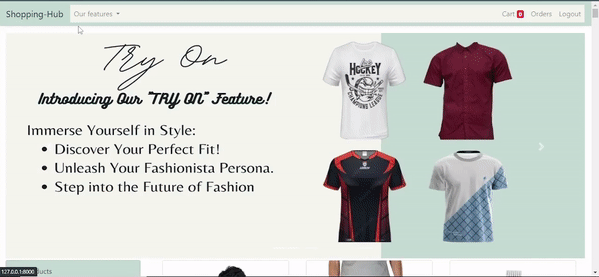 Shopping-Hub Our features Cart 0 Orders Logout
Try On
Introducing Our "TRY ON" Feature!
Immerse Yourself in Style:
• Discover Your Perfect Fit!
• Unleash Your Fashionista Persona.
• Step into the Future of Fashion
HOCKEY
CHAMPIONS LEAGUE
127.0.0.1:8000